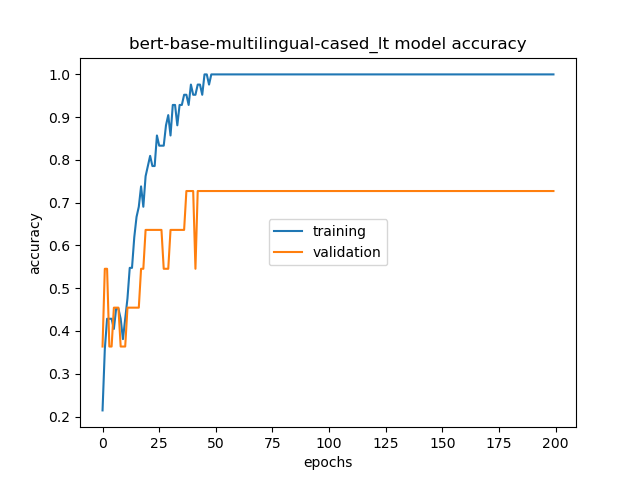 bert-base-multilingual-cased_lt model accuracy
1.0
0.9
0.8
0.7
0.6
0.5
0.4
0.3
0.2
accuracy
training
validation
0 25 50 75 100 125 150 175 200
epochs